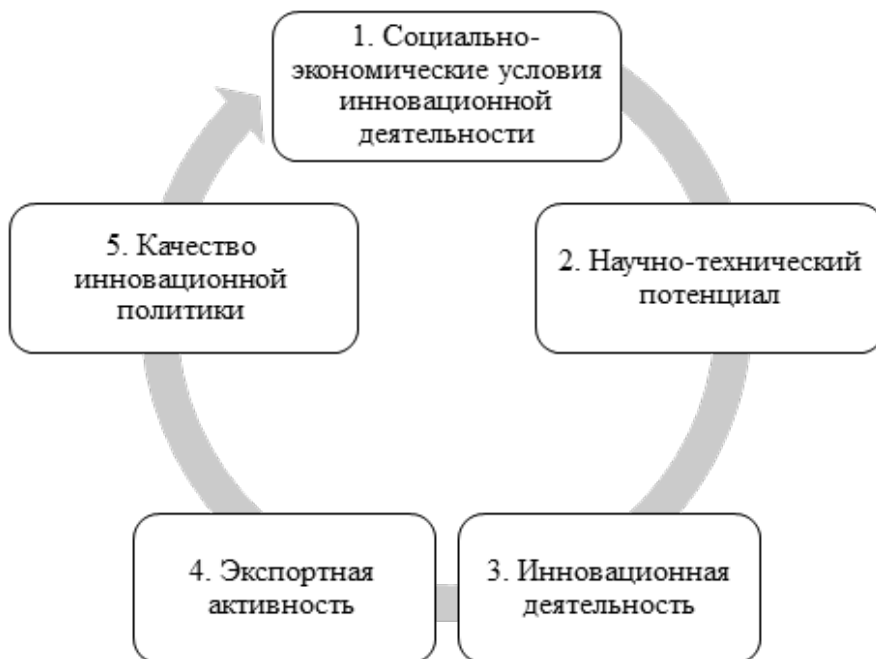 1. Социально-
экономические условия
инновационной
деятельности
2. Научно-технический
потенциал
3. Инновационная
деятельность
4. Экспортная
активность
5. Качество
инновационной
политики